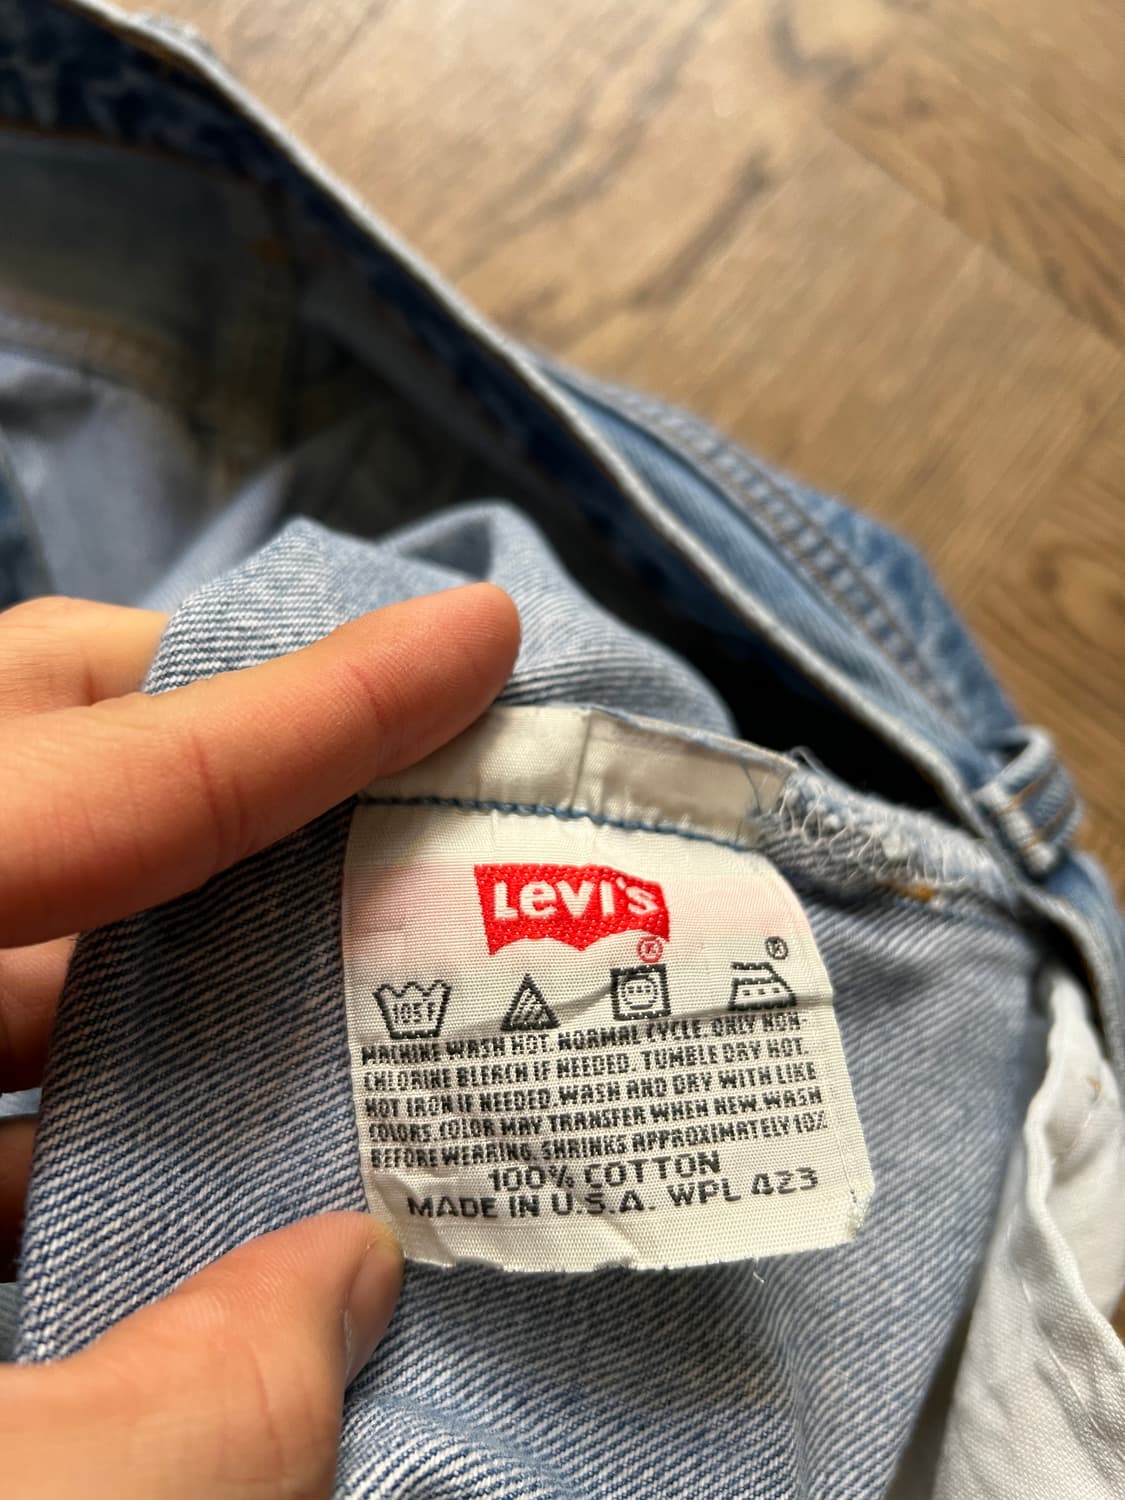 Levi's
®
®
105F
MACHINE WASH HOT. NORMAL CYCLE. ONLY NON-
CHLORINE BLEACH IF NEEDED. TUMBLE DRY HOT.
HOT IRON IF NEEDED. WASH AND DRY WITH LIKE
COLORS. COLOR MAY TRANSFER WHEN NEW. WASH
BEFORE WEARING. SHRINKS APPROXIMATELY 10%
100% COTTON
MADE IN U.S.A. WPL 423